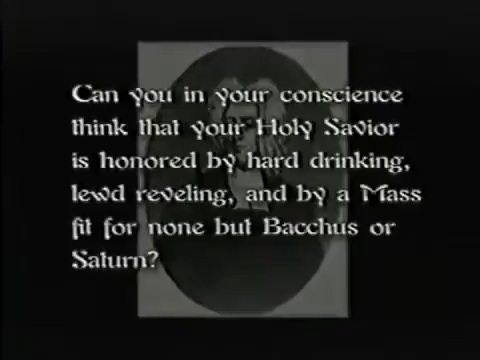 Can you in your conscience
think that your Holy Savior
is honored by hard drinking,
lewd reveling, and by a Mass
fit for none but Bacchus or
Saturn?